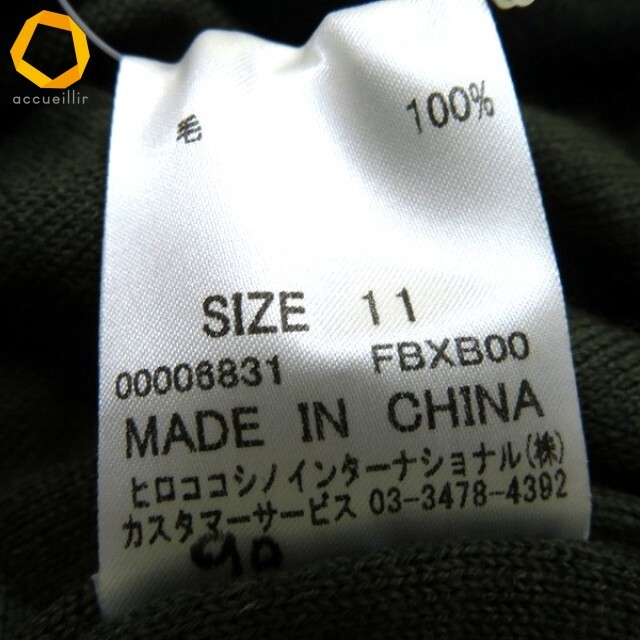 accueillir
毛 100%
SIZE 11
00006831 FBXB00
MADE IN CHINA
ヒロココシノインターナショナル(株)
カスタマーサービス 03-3478-4392